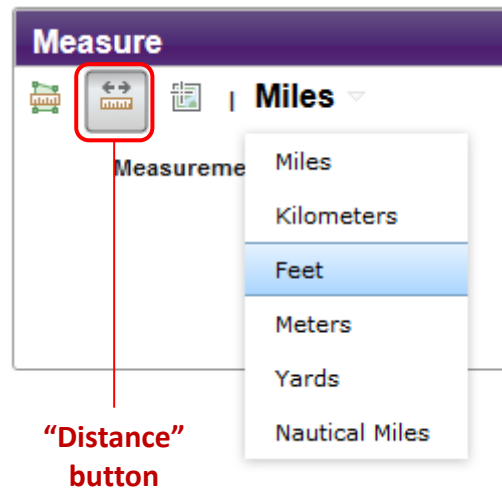 Measure
| Miles
Measureme
Miles
Kilometers
Feet
Meters
Yards
Nautical Miles
“Distance”
button